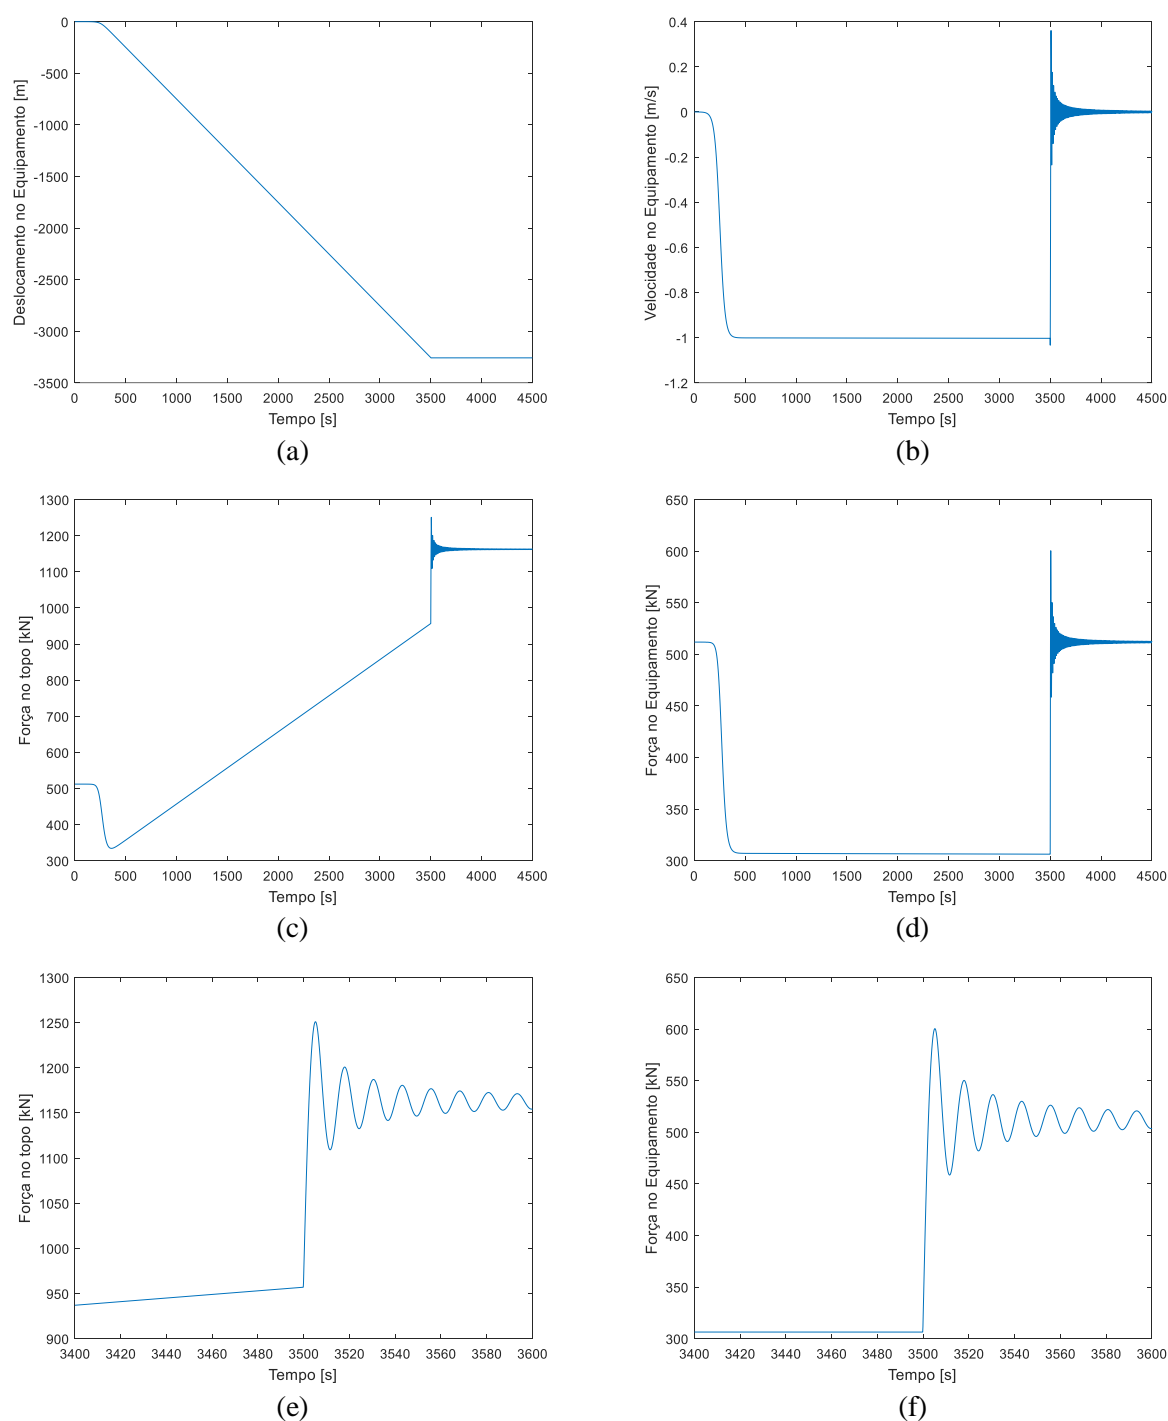 0
-500
-1000
-1500
-2000
-2500
-3000
-3500
Deslocamento no Equipamento [m]
0 500 1000 1500 2000 2500 3000 3500 4000 4500
Tempo [s]
(a)
0.4
0.2
0
-0.2
-0.4
-0.6
-0.8
-1
-1.2
Velocidade no Equipamento [m/s]
0 500 1000 1500 2000 2500 3000 3500 4000 4500
Tempo [s]
(b)
1300
1200
1100
1000
900
800
700
600
500
400
300
Força no topo [kN]
0 500 1000 1500 2000 2500 3000 3500 4000 4500
Tempo [s]
(c)
650
600
550
500
450
400
350
300
Força no Equipamento [kN]
0 500 1000 1500 2000 2500 3000 3500 4000 4500
Tempo [s]
(d)
1300
1250
1200
1150
1100
1050
1000
950
900
Força no topo [kN]
3400 3420 3440 3460 3480 3500 3520 3540 3560 3580 3600
Tempo [s]
(e)
650
600
550
500
450
400
350
300
Força no Equipamento [kN]
3400 3420 3440 3460 3480 3500 3520 3540 3560 3580 3600
Tempo [s]
(f)